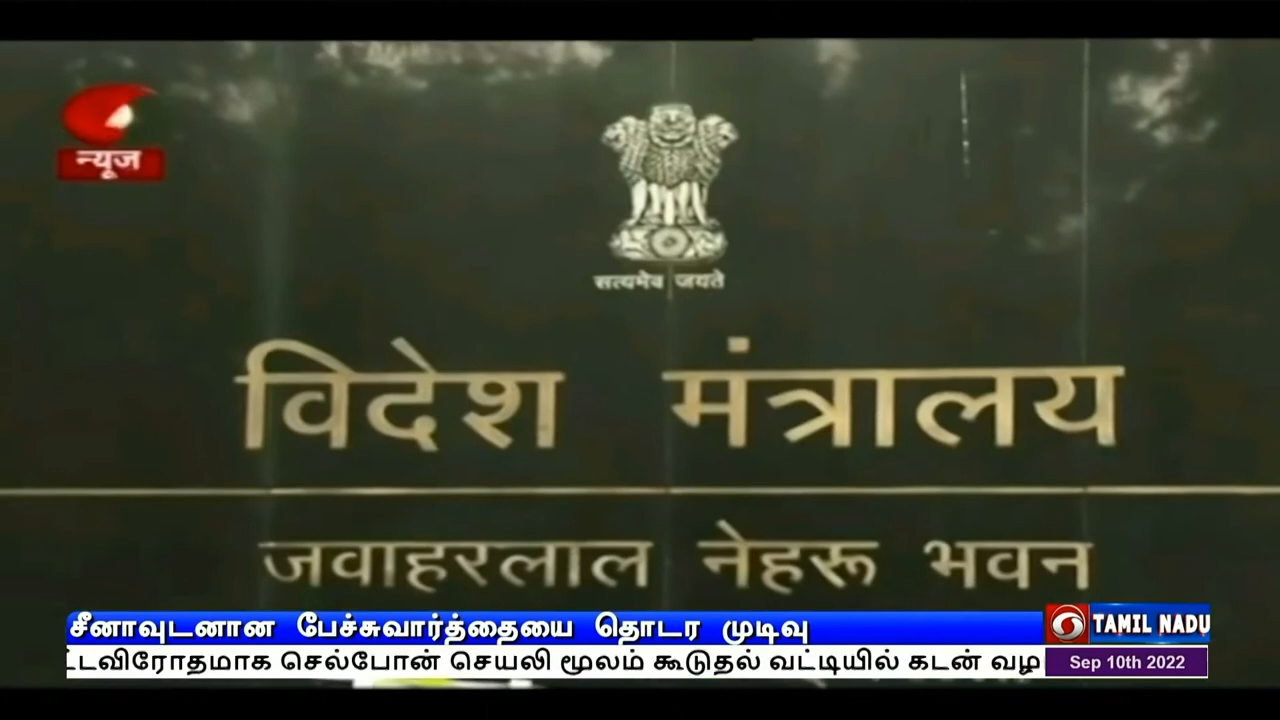 न्यूज
सत्यमेव जयते
विदेश मंत्रालय
जवाहरलाल नेहरू भवन
சீனாவுடனான பேச்சுவார்த்தையை தொடர முடிவு
TAMIL NADU
செல்போன் செயலி மூலம் கூடுதல் வட்டியில் கடன்
Sep 10th 2022